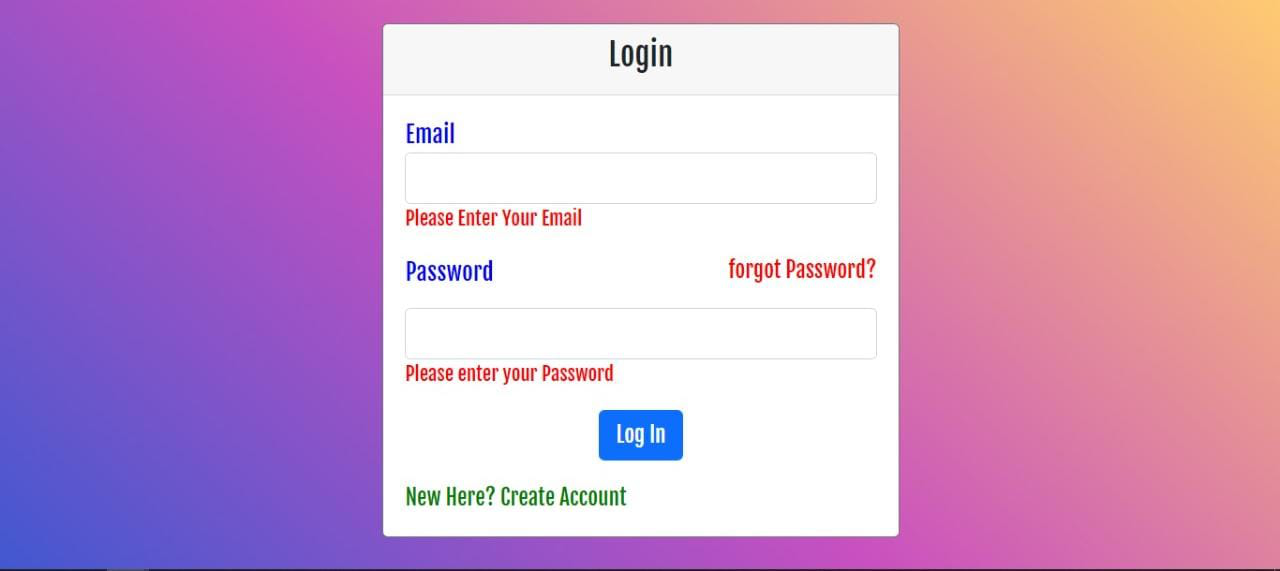 Login
Email
Please Enter Your Email
Password forgot Password?
Please enter your Password
Log In
New Here? Create Account